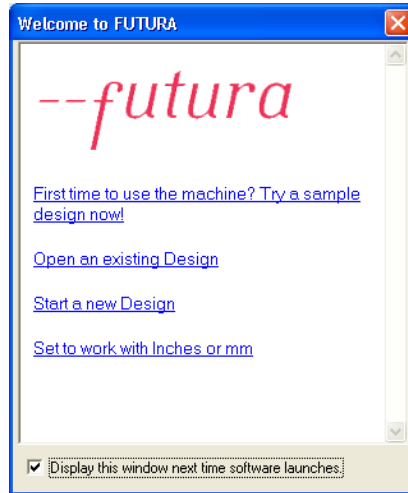 Welcome to FUTURA
--futura
First time to use the machine? Try a sample
design now!
Open an existing Design
Start a new Design
Set to work with Inches or mm
Display this window next time software launches.